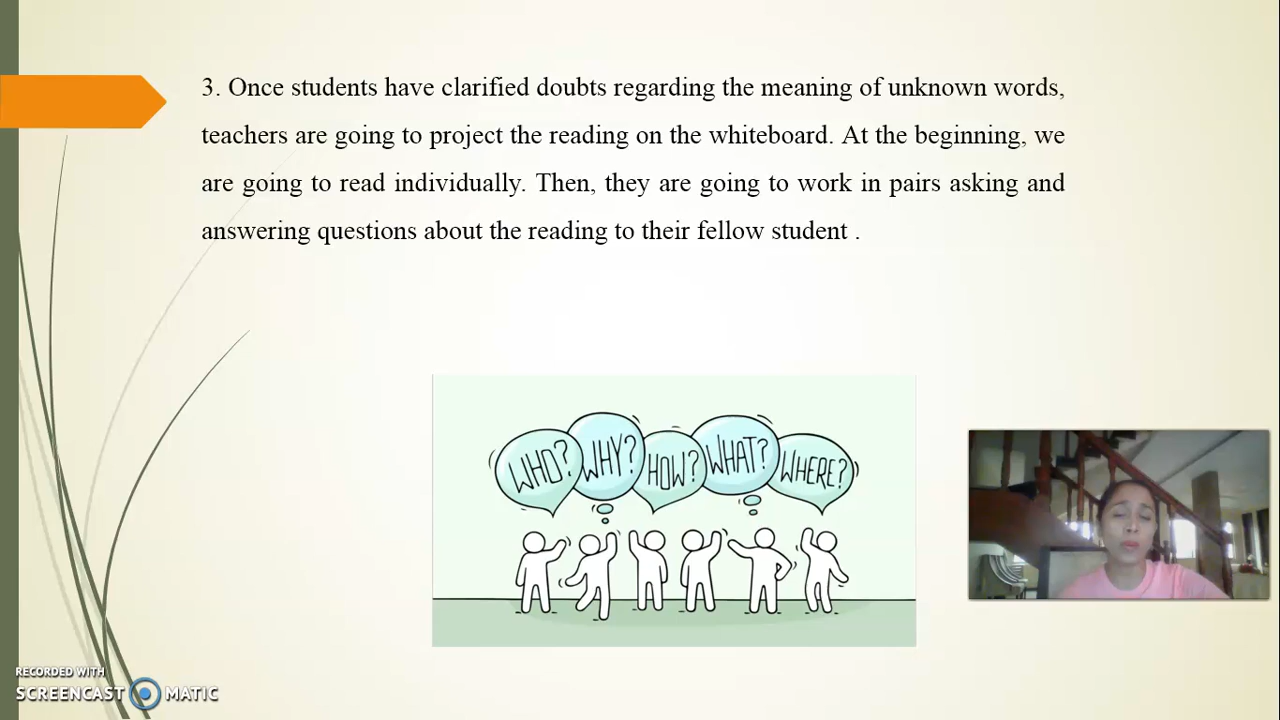 3. Once students have clarified doubts regarding the meaning of unknown words,
teachers are going to project the reading on the whiteboard. At the beginning, we
are going to read individually. Then, they are going to work in pairs asking and
answering questions about the reading to their fellow student .
WHO? WHY? HOW? WHAT? WHERE?
RECORDED WITH
SCREENCAST MATIC